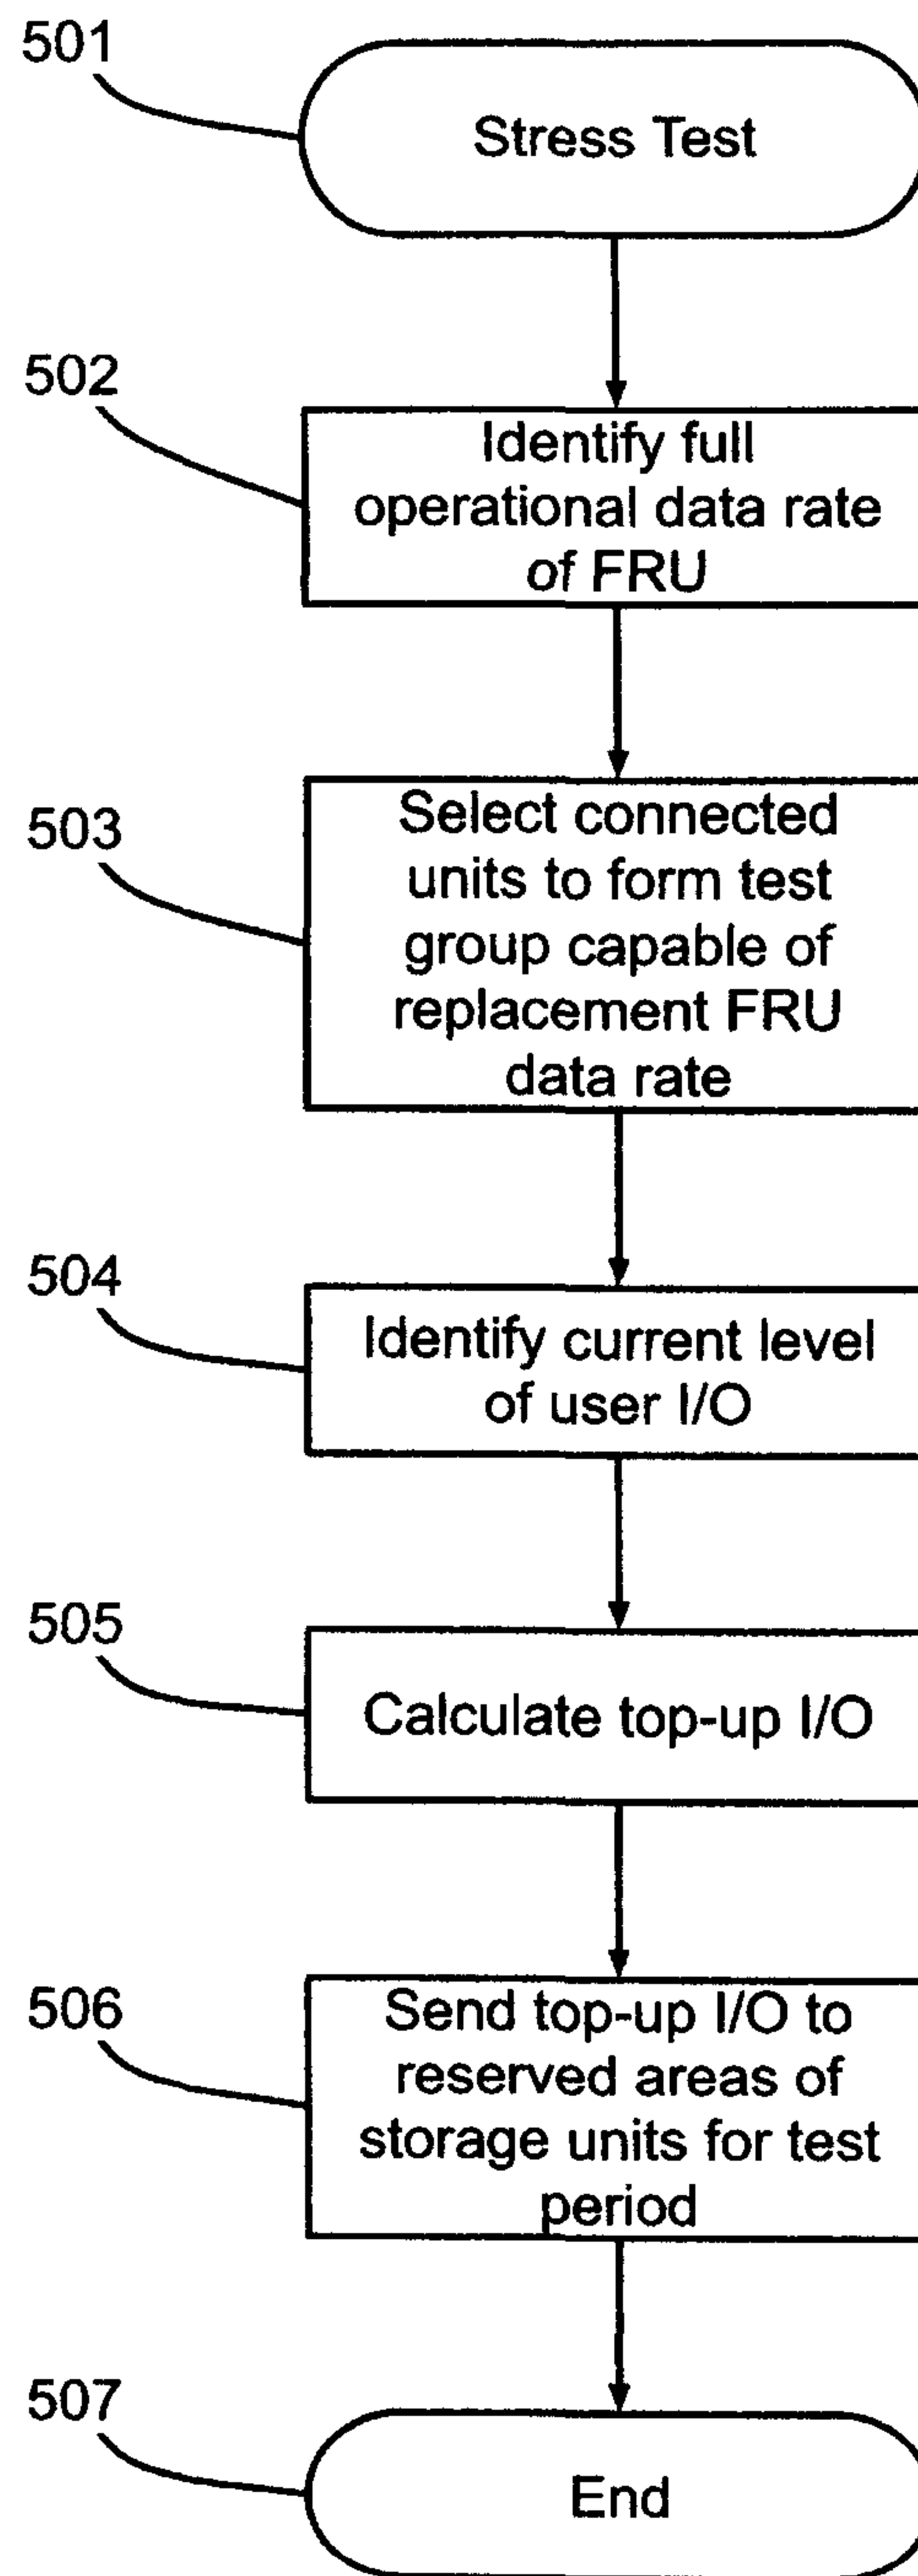 501
Stress Test
502
Identify full
operational data rate
of FRU
503
Select connected
units to form test
group capable of
replacement FRU
data rate
504
Identify current level
of user I/O
505
Calculate top-up I/O
506
Send top-up I/O to
reserved areas of
storage units for test
period
507
End